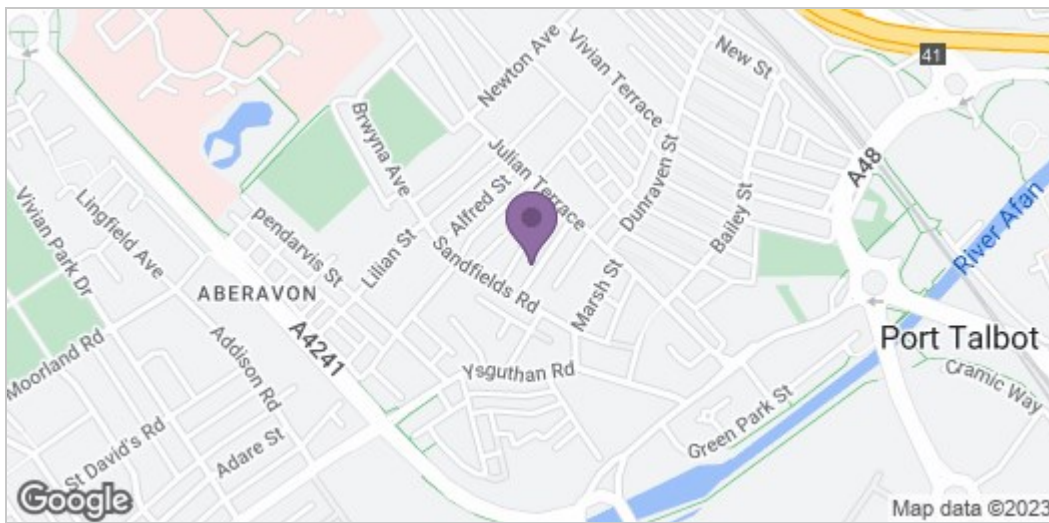 Newton Ave
Vivian Terrace
New St
41
Brwyna Ave
Julian Terrace
A48
Alfred St
Dunraven St
Bailey St
River Afan
Vivian Park Dr
Lingfield Ave
pendarvis St
Lilian St
Sandfields Rd
Marsh St
ABERAVON
A4241
Port Talbot
Moorland Rd
Addison Rd
Ysguthan Rd
Cramic Way
Green Park St
St David's Rd
Adare St
Google
Map data ©2023